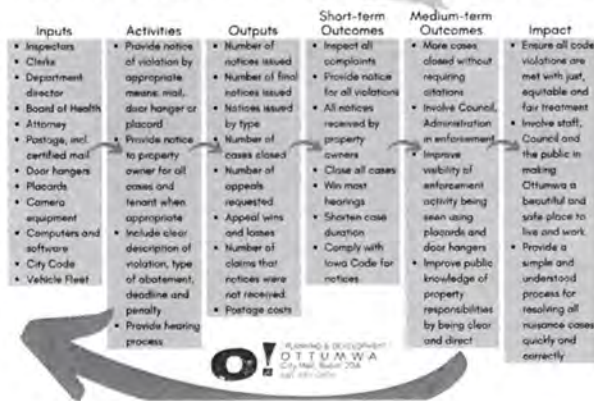 Inputs
• Inspectors
• Clerks
• Department
director
• Board of Health
• Attorney
• Postage, incl.
certified mail
• Door hangers
• Placards
• Camera
equipment
• Computers and
software
• City Code
• Vehicle Fleet
Activities
• Provide notice
of violation by
appropriate
means: mail,
door hanger or
placard
• Provide notice
to property
owner for all
cases and
tenant when
appropriate
• Include clear
description of
violation, type
of abatement,
deadline and
penalty
• Provide hearing
process
Outputs
• Number of
notices issued
• Number of final
notices issued
• Notices issued
by type
• Number of
cases closed
• Number of
appeals
requested
• Appeal wins
and losses
• Number of
claims that
notices were
not received
• Postage costs
Short-term
Outcomes
• Inspect all
complaints
• Provide notice
for all violations
• All notices
received by
property
owners
• Close all cases
• Win most
hearings
• Shorten case
duration
• Comply with
Iowa Code for
notices
Medium-term
Outcomes
• More cases
closed without
requiring
citations
• Involve Council,
Administration
in enforcement
• Improve
visibility of
enforcement
activity being
seen using
placards and
door hangers
• Improve public
knowledge of
property
responsibilities
by being clear
and direct
Impact
• Ensure all code
violations are
met with just,
equitable and
fair treatment
• Involve staff,
Council and
the public in
making
Ottumwa a
beautiful and
safe place to
live and work.
• Provide a
simple and
understood
process for
resolving all
nuisance cases
quickly and
correctly
O!
PLANNING & DEVELOPMENT
OTTUMWA
City Hall, Room 204